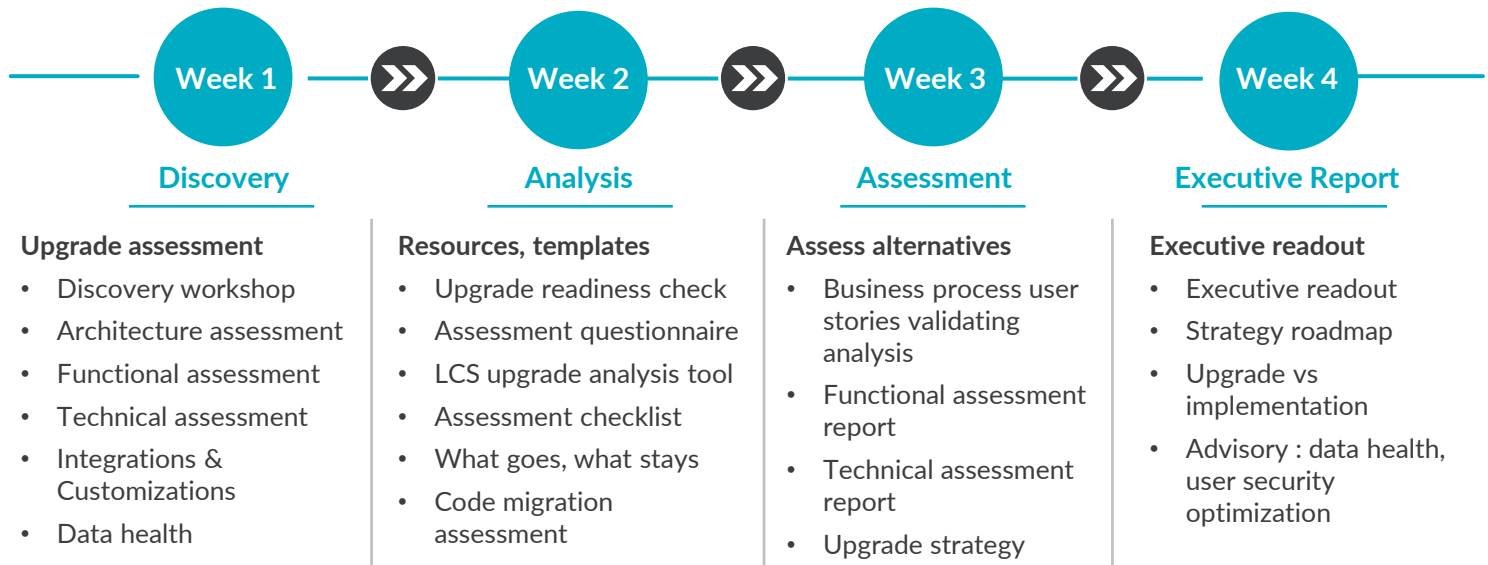 Week 1
Week 2
Week 3
Week 4
Discovery
Analysis
Assessment
Executive Report
Upgrade assessment
• Discovery workshop
• Architecture assessment
• Functional assessment
• Technical assessment
• Integrations &
Customizations
• Data health
Resources, templates
• Upgrade readiness check
• Assessment questionnaire
• LCS upgrade analysis tool
• Assessment checklist
• What goes, what stays
• Code migration
assessment
Assess alternatives
• Business process user
stories validating
analysis
• Functional assessment
report
• Technical assessment
report
• Upgrade strategy
Executive readout
• Executive readout
• Strategy roadmap
• Upgrade vs
implementation
• Advisory : data health,
user security
optimization